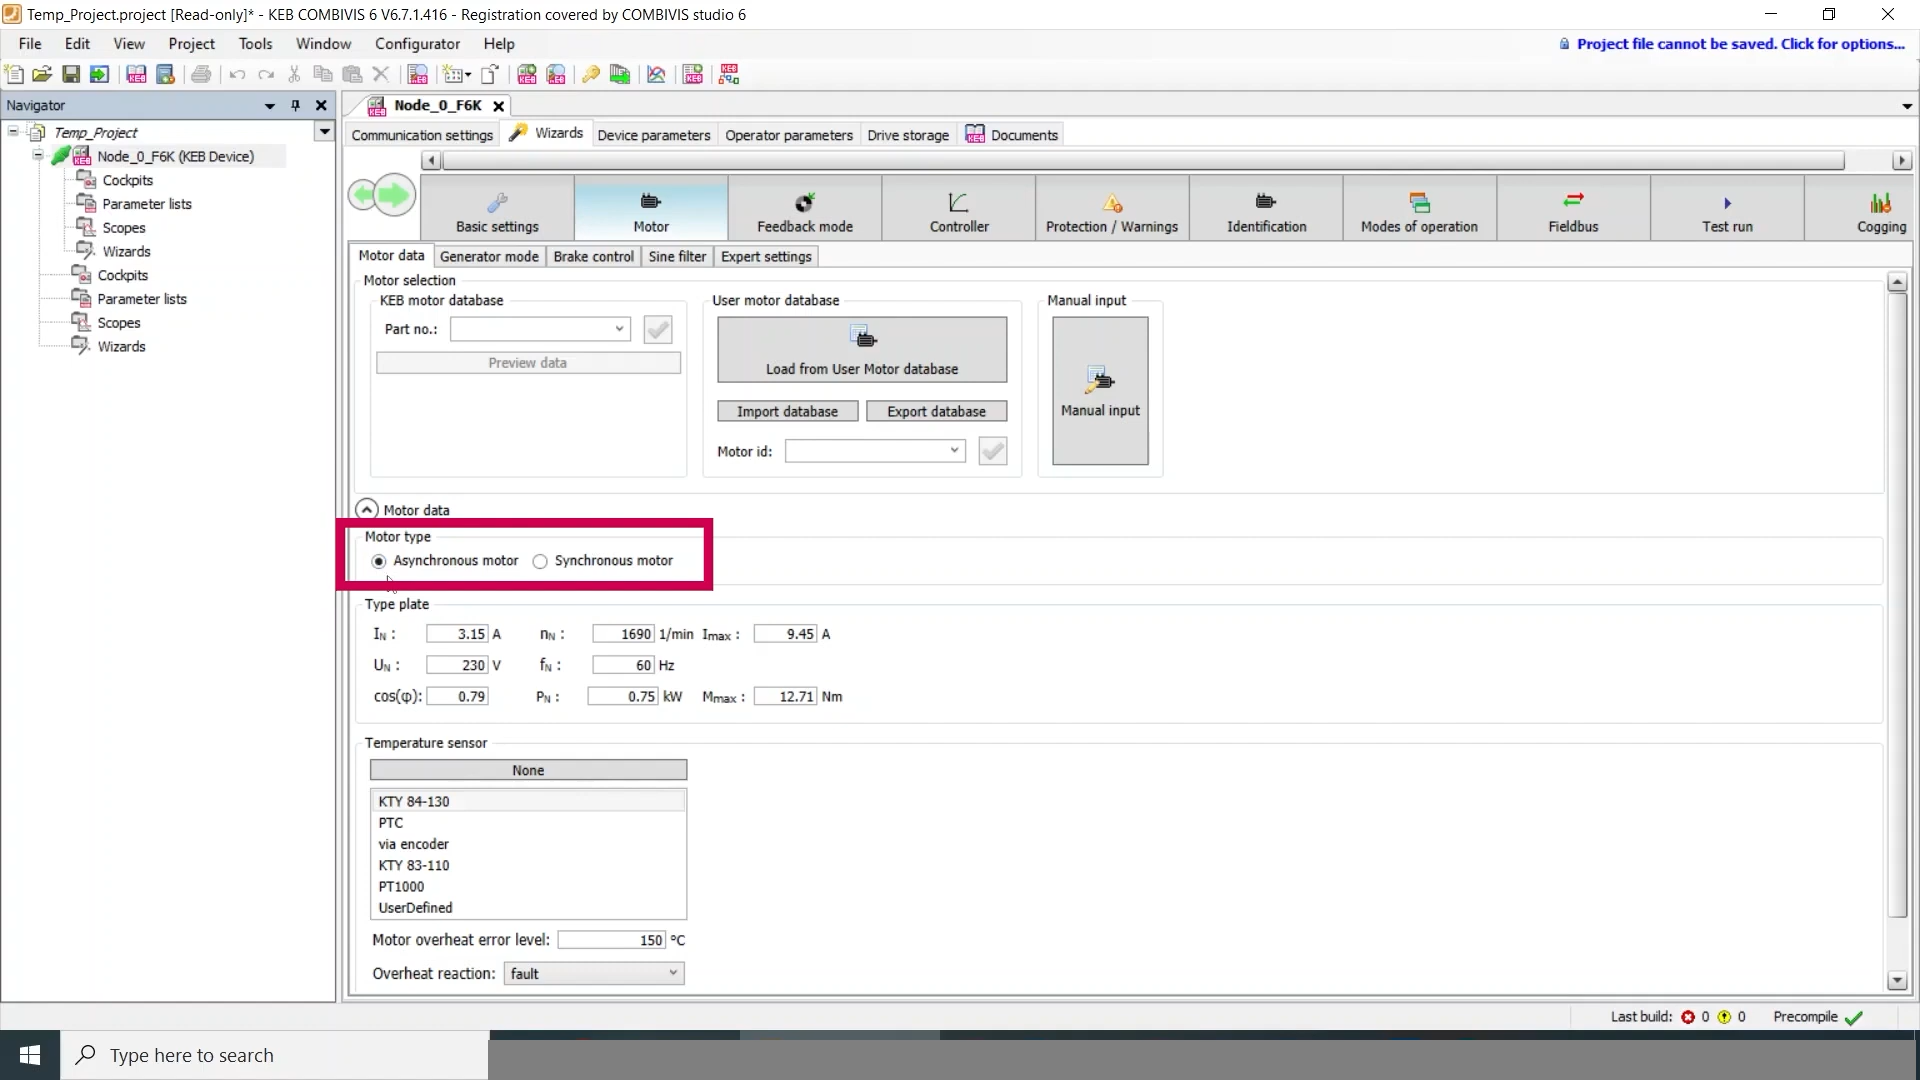 Temp_Project.project [Read-only]* - KEB COMBIVIS 6 V6.7.1.416 - Registration covered by COMBIVIS studio 6
File Edit View Project Tools Window Configurator Help
Project file cannot be saved. Click for options...
Navigator
Node_0_F6K
Temp_Project
Node_0_F6K (KEB Device)
Cockpits
Parameter lists
Scopes
Wizards
Cockpits
Parameter lists
Scopes
Wizards
Communication settings Wizards Device parameters Operator parameters Drive storage Documents
Basic settings Motor Feedback mode Controller Protection / Warnings Identification Modes of operation Fieldbus Test run Cogging
Motor data Generator mode Brake control Sine filter Expert settings
Motor selection
KEB motor database
Part no.:
Preview data
User motor database
Load from User Motor database
Import database Export database
Motor id:
Manual input
Manual input
Motor data
Motor type
Asynchronous motor Synchronous motor
Type plate
IN : 3.15 A nN : 1690 1/min Imax : 9.45 A
UN : 230 V fN : 60 Hz
cos(φ): 0.79 PN : 0.75 kW Mmax : 12.71 Nm
Temperature sensor
None
KTY 84-130
PTC
via encoder
KTY 83-110
PT1000
UserDefined
Motor overheat error level: 150 °C
Overheat reaction: fault
Last build: 0 0 Precompile
Type here to search